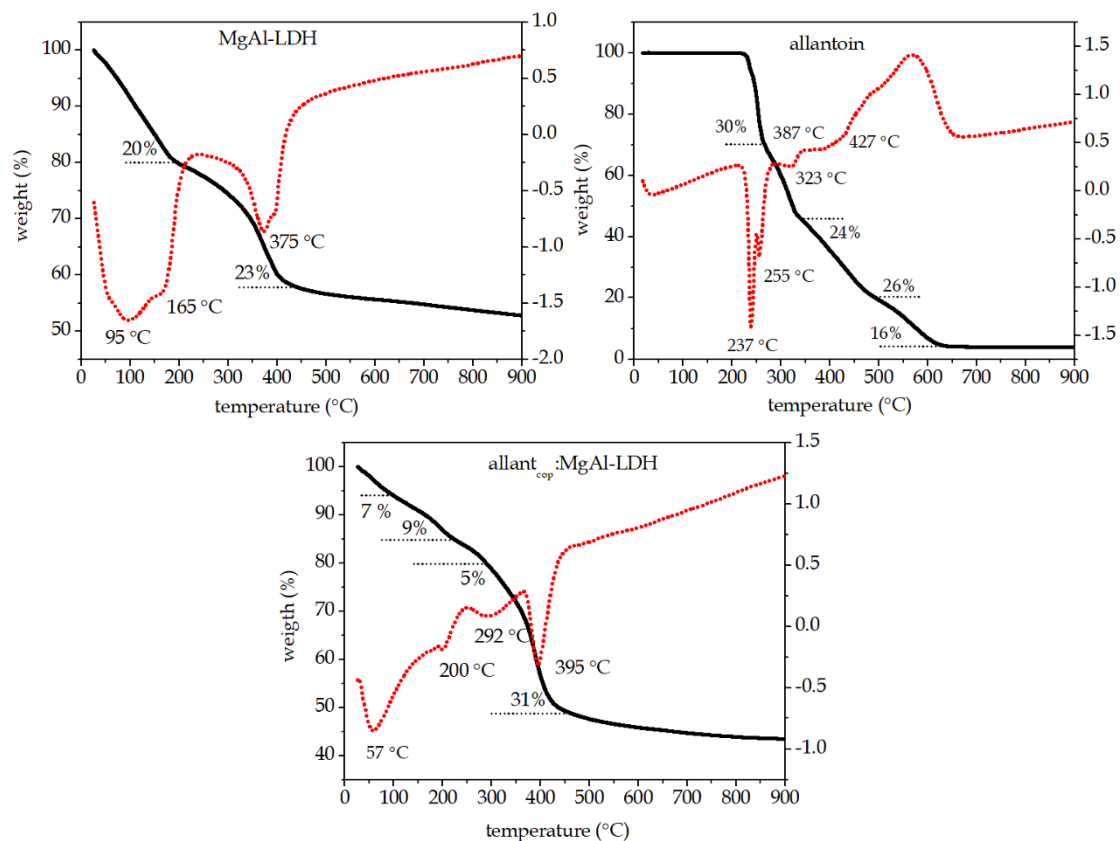 MgAl-LDH
100
90
80
70
60
50
weight (%)
20%
23%
95 °C
165 °C
375 °C
1.0
0.5
0.0
-0.5
-1.0
-1.5
-2.0
0 100 200 300 400 500 600 700 800 900
temperature (°C)
allantoin
100
80
60
40
20
0
weight (%)
30%
387 °C
427 °C
323 °C
24%
255 °C
26%
16%
237 °C
1.5
1.0
0.5
0.0
-0.5
-1.0
-1.5
0 100 200 300 400 500 600 700 800 900
temperature (°C)
allantcop:MgAl-LDH
100
90
80
70
60
50
40
weigth (%)
7 %
9%
5%
292 °C
200 °C
395 °C
31%
57 °C
1.5
1.0
0.5
0.0
-0.5
-1.0
0 100 200 300 400 500 600 700 800 900
temperature (°C)